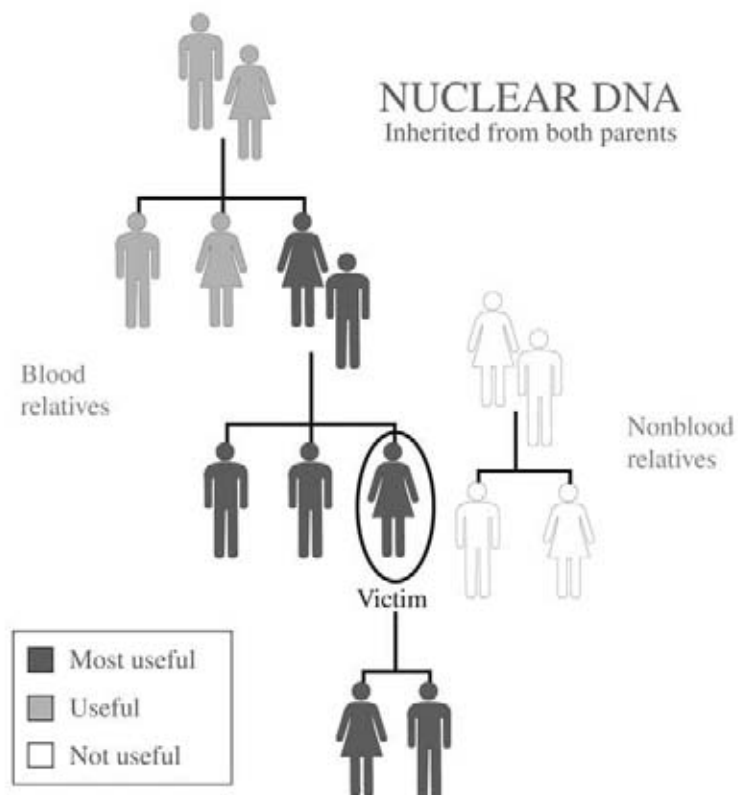 NUCLEAR DNA
Inherited from both parents
Blood
relatives
Nonblood
relatives
Victim
Most useful
Useful
Not useful